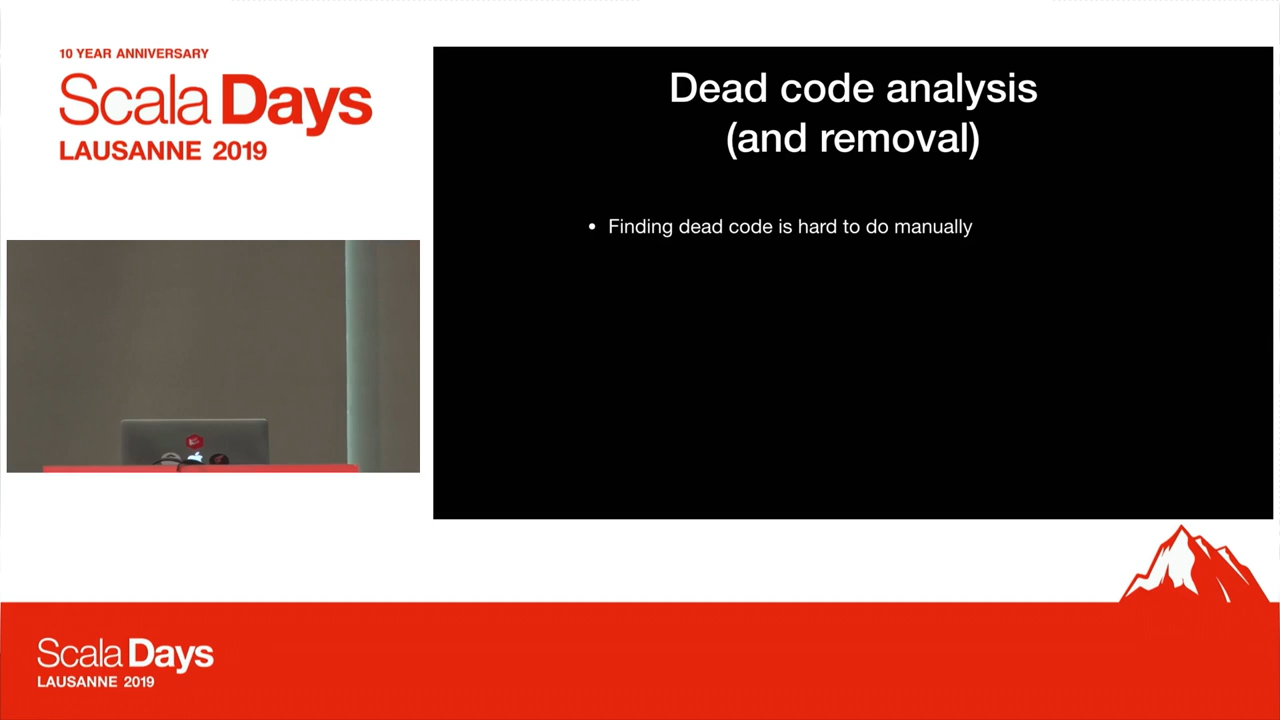 10 YEAR ANNIVERSARY
Scala Days
LAUSANNE 2019
Dead code analysis
(and removal)
• Finding dead code is hard to do manually
Scala Days
LAUSANNE 2019